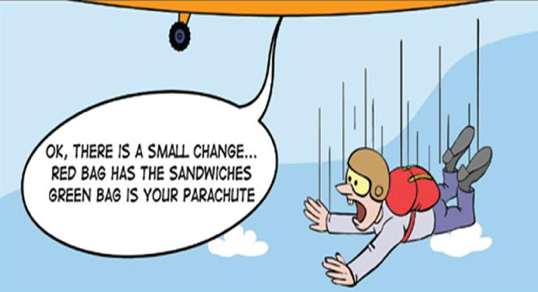 OK, THERE IS A SMALL CHANGE...
RED BAG HAS THE SANDWICHES
GREEN BAG IS YOUR PARACHUTE